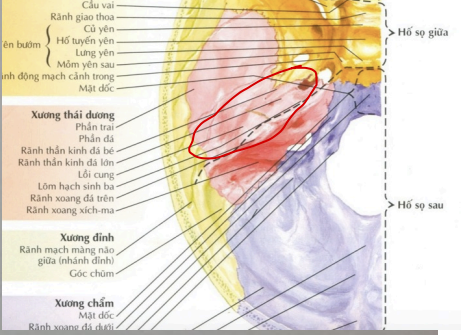 Cầu vai
Rãnh giao thoa
Củ yên
Hố tuyến yên
Lưng yên
Mỏm yên sau
động mạch cảnh trong
Mặt dốc
ên bướm
Hố sọ giữa
Xương thái dương
Phần trai
Phần đá
Rãnh thần kinh đá bé
Rãnh thần kinh đá lớn
Lồi cung
Lõm hạch sinh ba
Rãnh xoang đá trên
Rãnh xoang xích-ma
Hố sọ sau
Xương đỉnh
Rãnh mạch màng não
giữa (nhánh đỉnh)
Góc chũm
Xương chẩm
Mặt dốc
Rãnh xoang đá dưới